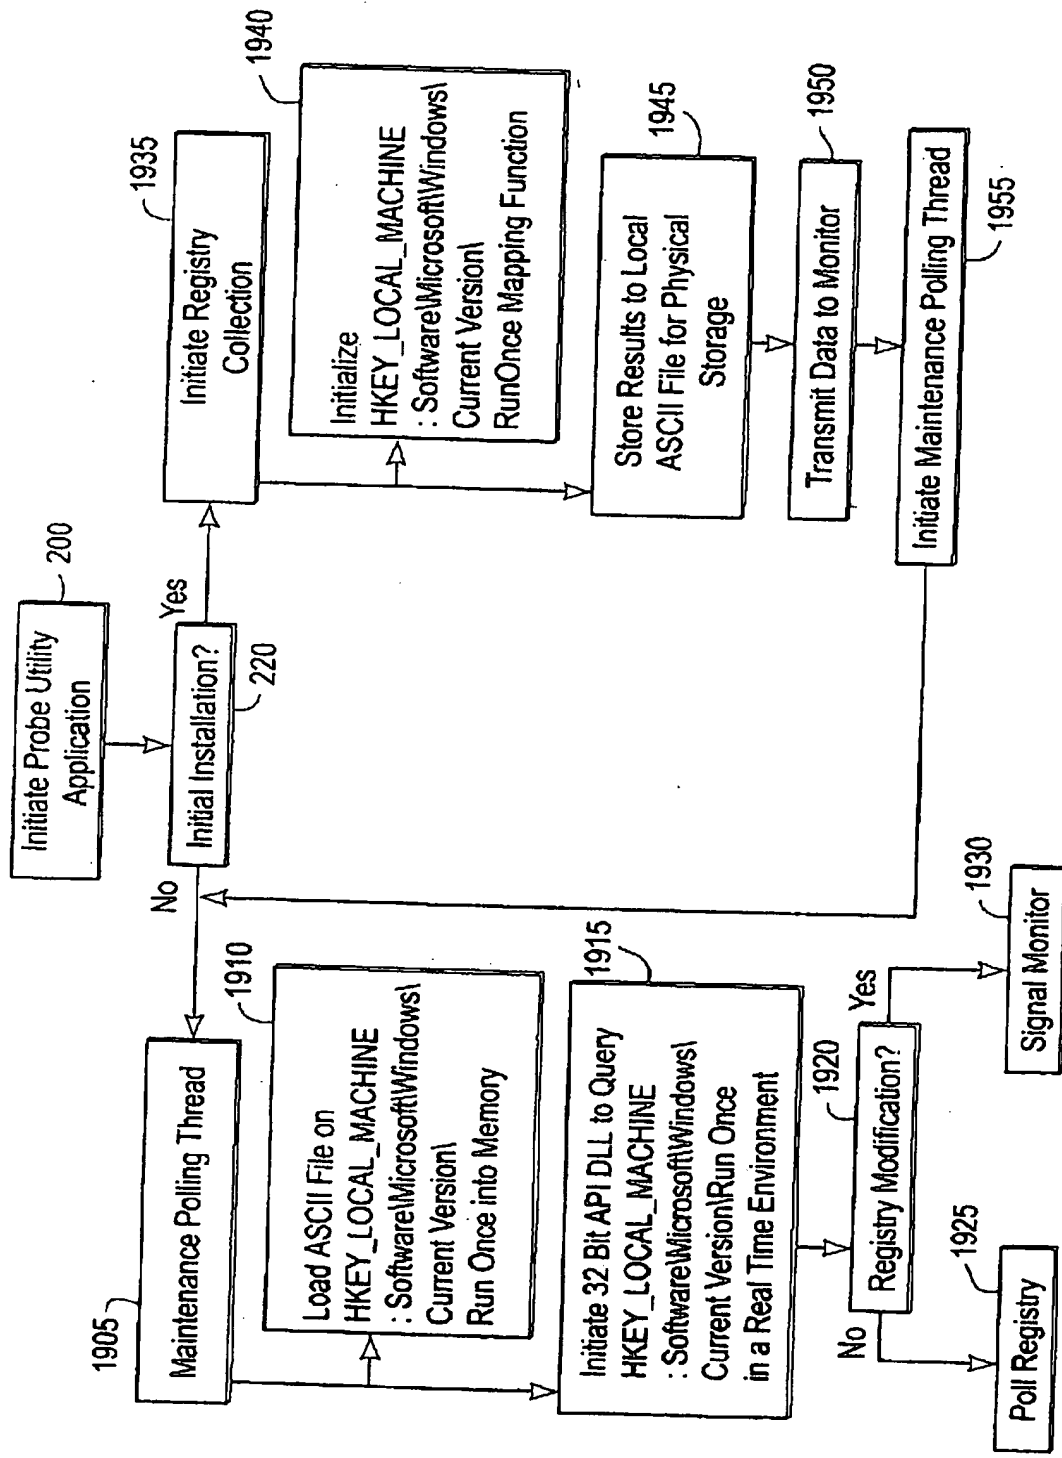 200
Initiate Probe Utility
Application
Initial Installation?
220
No
Yes
1905
Maintenance Polling Thread
1910
Load ASCII File on
HKEY_LOCAL_MACHINE
: Software\Microsoft\Windows\
Current Version\
Run Once into Memory
1915
Initiate 32 Bit API DLL to Query
HKEY_LOCAL_MACHINE
: Software\Microsoft\Windows\
Current Version\Run Once
in a Real Time Environment
1920
Registry Modification?
No
Yes
1925
Poll Registry
1930
Signal Monitor
1935
Initiate Registry
Collection
1940
Initialize
HKEY_LOCAL_MACHINE
: Software\Microsoft\Windows\
Current Version\
RunOnce Mapping Function
1945
Store Results to Local
ASCII File for Physical
Storage
1950
Transmit Data to Monitor
Initiate Maintenance Polling Thread
1955